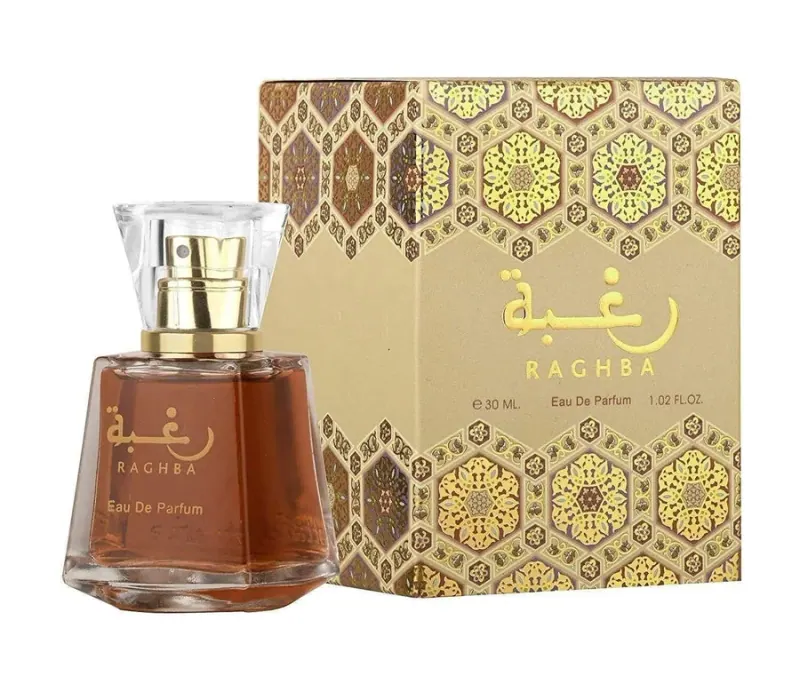 رغبة
RAGHBA
Eau De Parfum
رغبة
RAGHBA
℮ 30 ML. Eau De Parfum 1.02 FL.OZ.